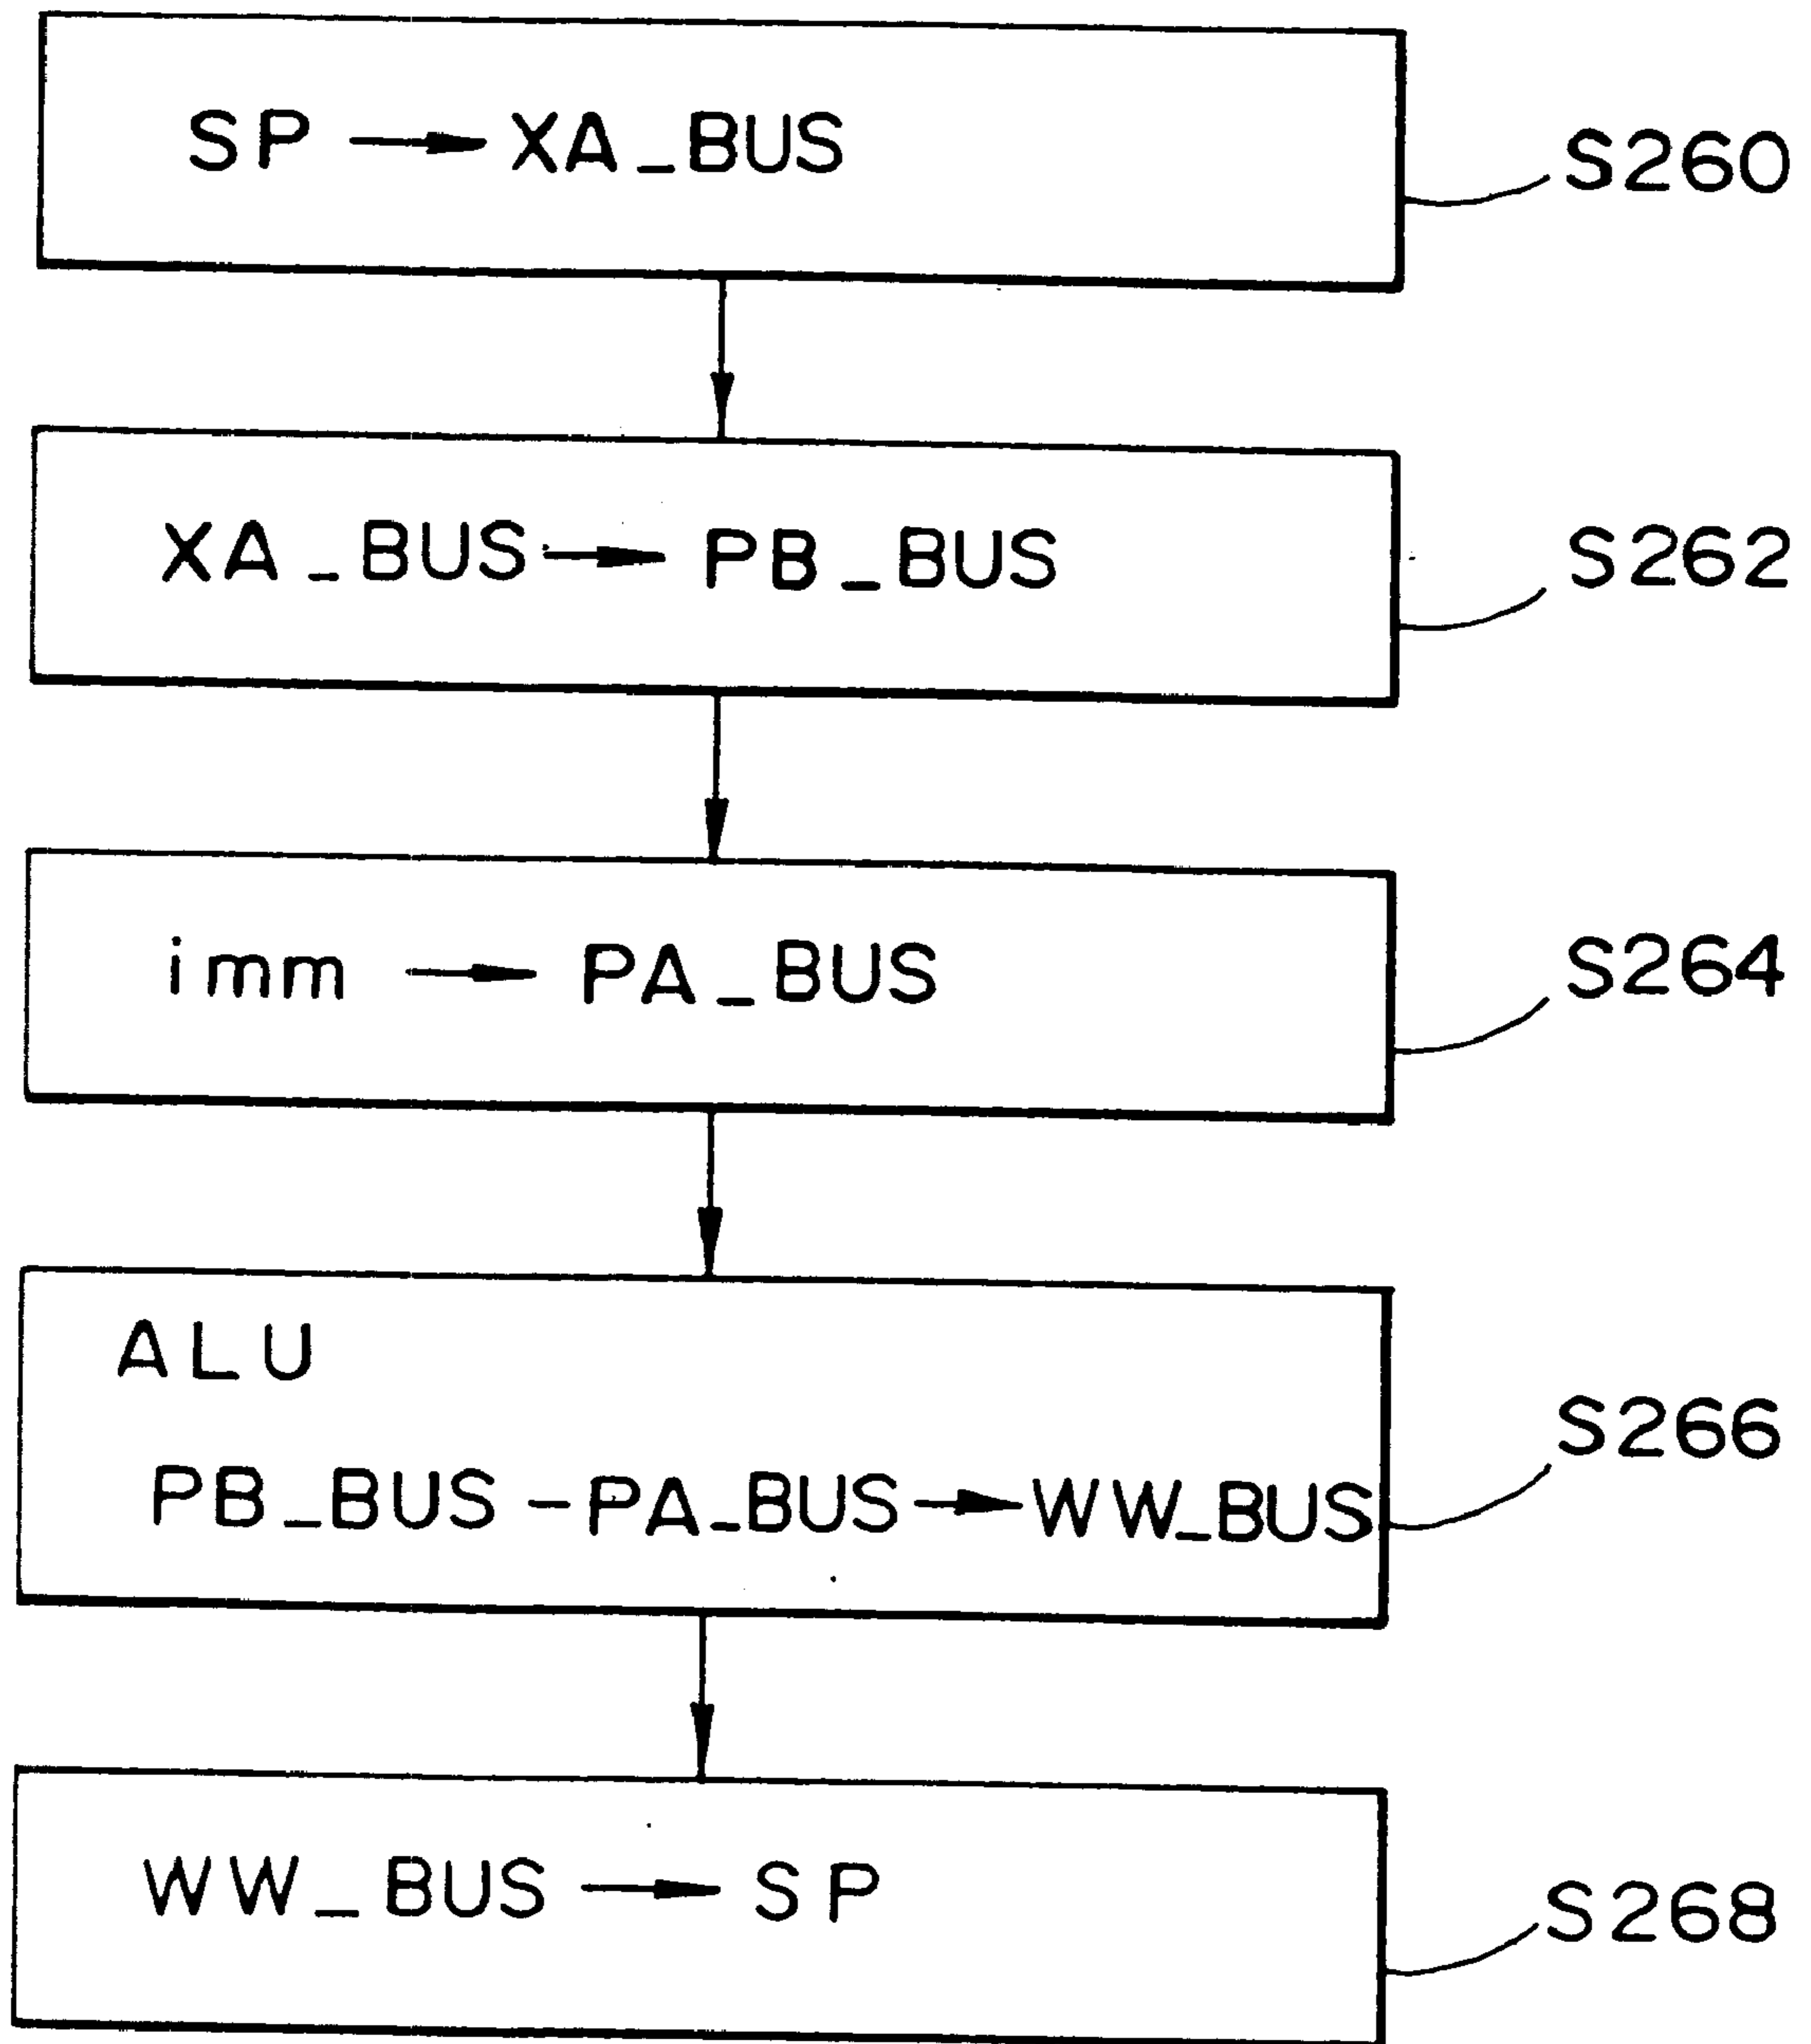 SP → XA_BUS
S260
XA_BUS → PB_BUS
S262
imm → PA_BUS
S264
ALU
PB_BUS - PA_BUS → WW_BUS
S266
WW_BUS → SP
S268